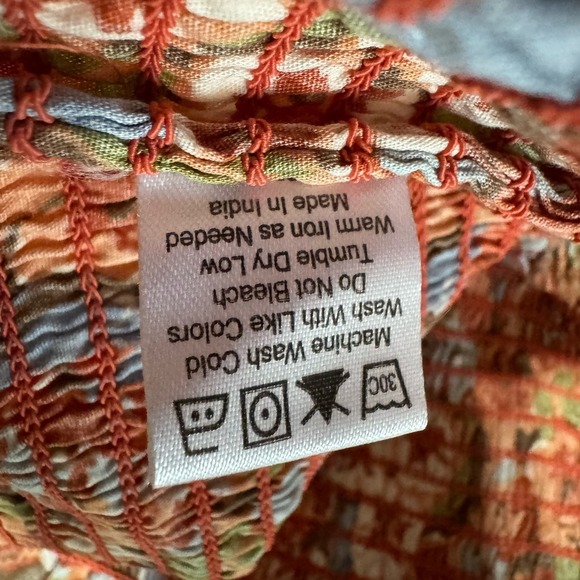 30C
Machine Wash Cold
Wash With Like Colors
Do Not Bleach
Tumble Dry Low
Warm Iron as Needed
Made In India